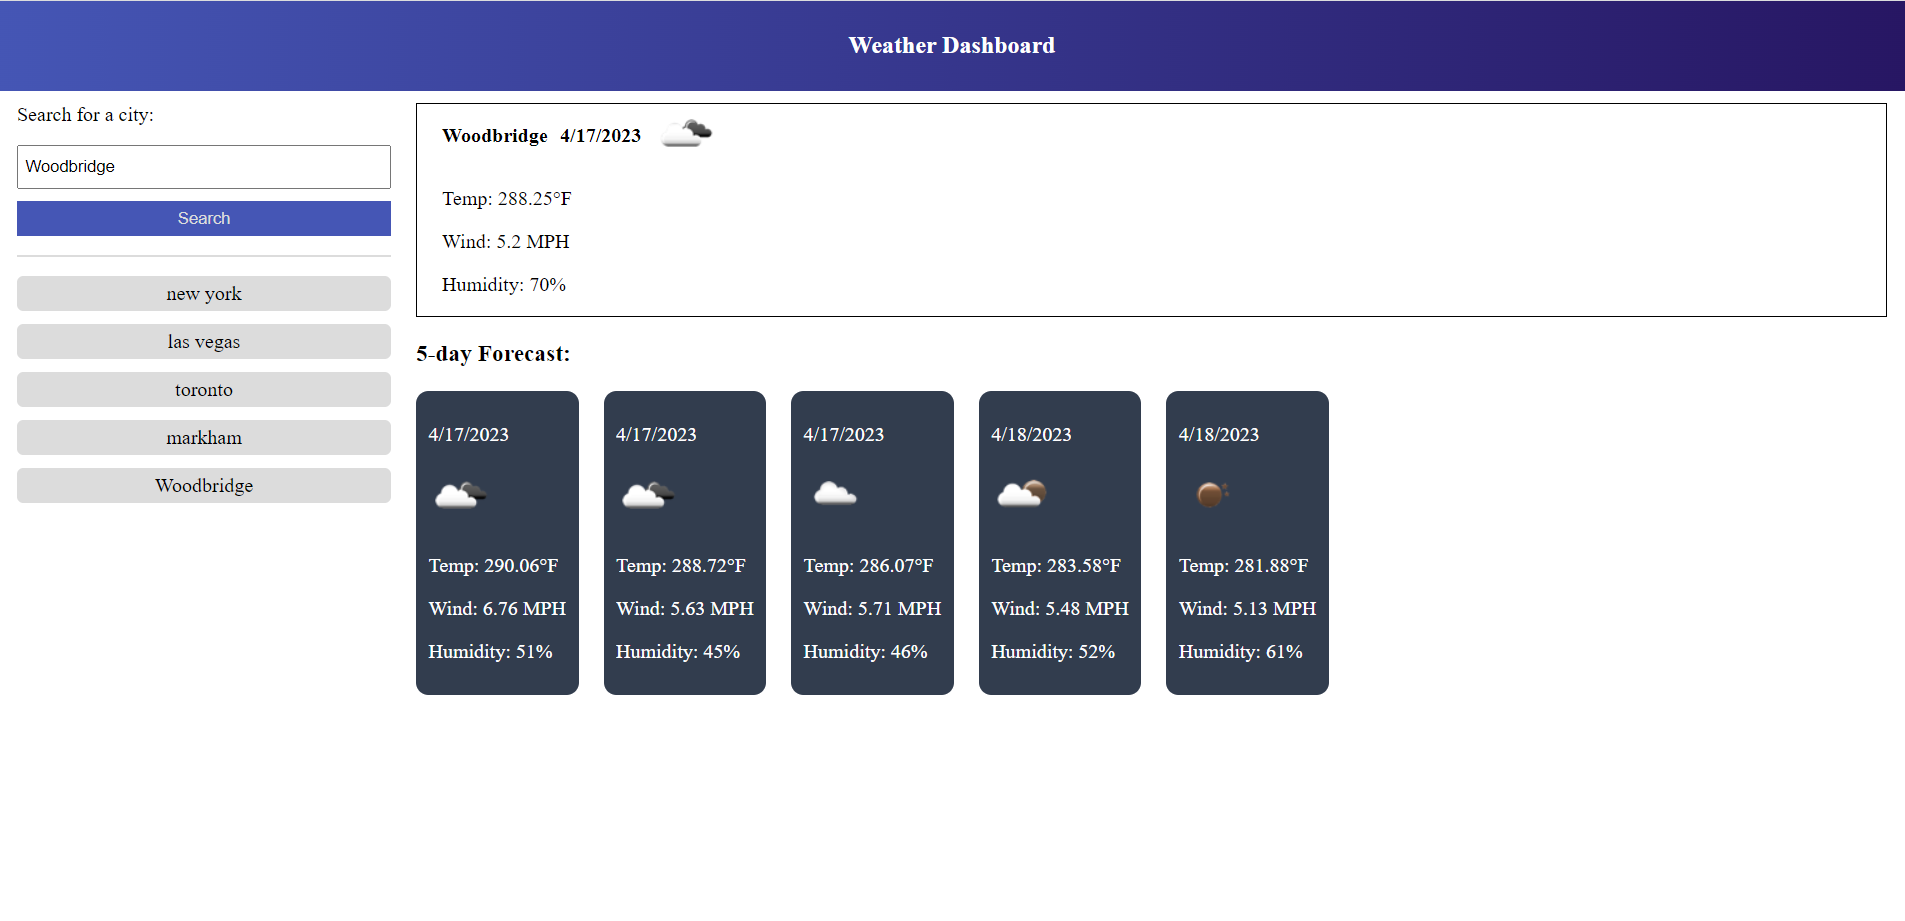 Weather Dashboard
Search for a city:
Woodbridge
Search
new york
las vegas
toronto
markham
Woodbridge
Woodbridge 4/17/2023
Temp: 288.25°F
Wind: 5.2 MPH
Humidity: 70%
5-day Forecast:
4/17/2023
Temp: 290.06°F
Wind: 6.76 MPH
Humidity: 51%
4/17/2023
Temp: 288.72°F
Wind: 5.63 MPH
Humidity: 45%
4/17/2023
Temp: 286.07°F
Wind: 5.71 MPH
Humidity: 46%
4/18/2023
Temp: 283.58°F
Wind: 5.48 MPH
Humidity: 52%
4/18/2023
Temp: 281.88°F
Wind: 5.13 MPH
Humidity: 61%